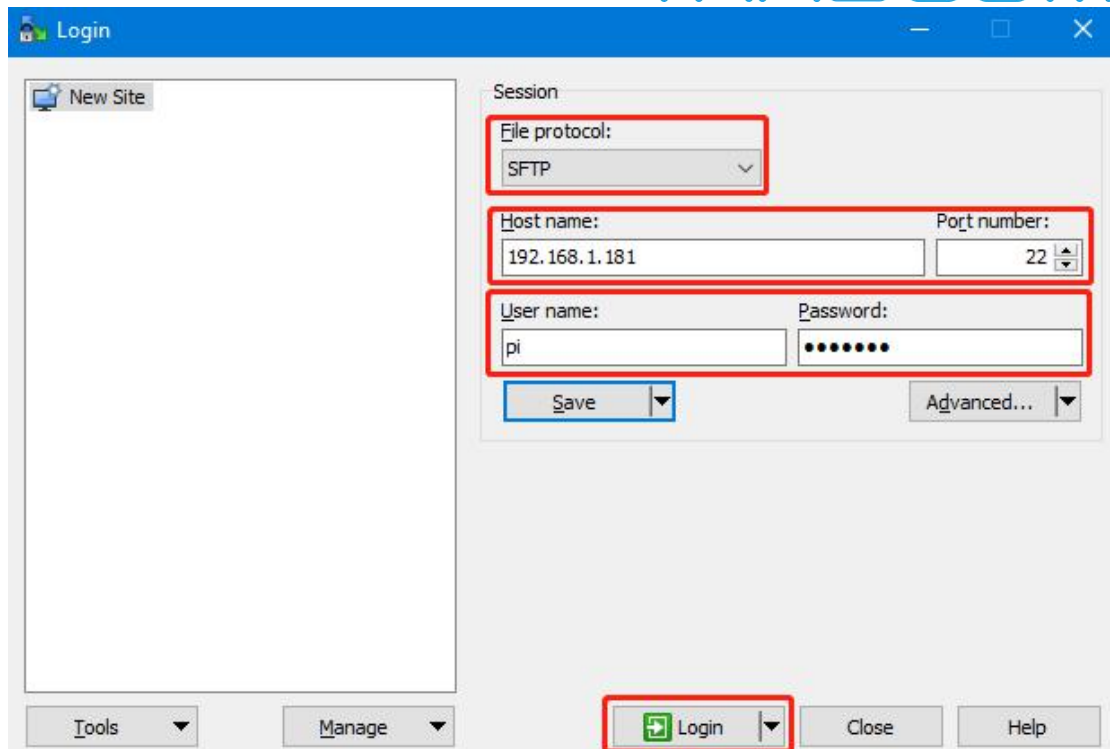 Login
New Site
Session
File protocol:
SFTP
Host name:
Port number:
192.168.1.181
22
User name:
Password:
pi
•••••••
Save
Advanced...
Tools
Manage
Login
Close
Help